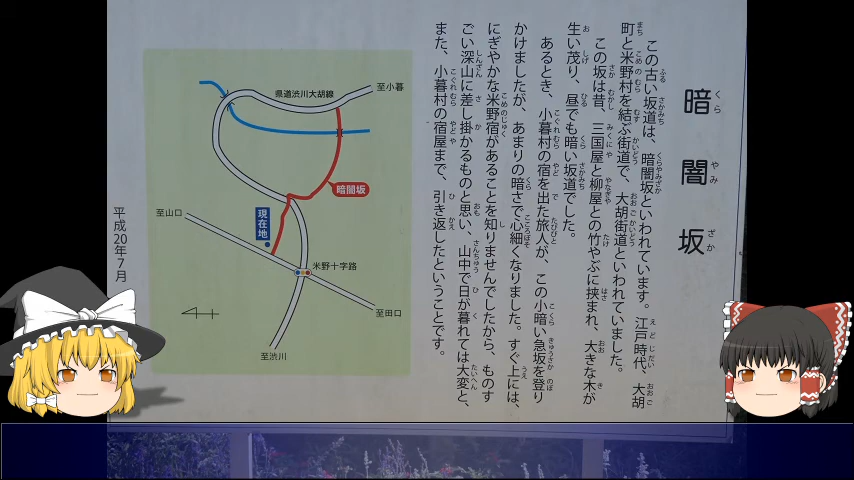 暗闇坂
くらやみざか
この古い坂道は、暗闇坂といわれています。江戸時代、大胡
町と米野村を結ぶ街道で、大胡街道といわれていました。
この坂は昔、三国屋と柳屋との竹やぶに挟まれ、大きな木が
生い茂り、昼でも暗い坂道でした。
あるとき、小暮村の宿を出た旅人が、この小暗い急坂を登り
かけましたが、あまりの暗さで心細くなりました。すぐ上には、
にぎやかな米野宿があることを知りませんでしたから、ものす
ごい深山に差し掛かるものと思い、山中で日が暮れては大変と、
また、小暮村の宿屋まで、引き返したということです。
県道渋川大胡線
至小暮
暗闇坂
至山口
現在地
米野十字路
至田口
至渋川
平成20年7月